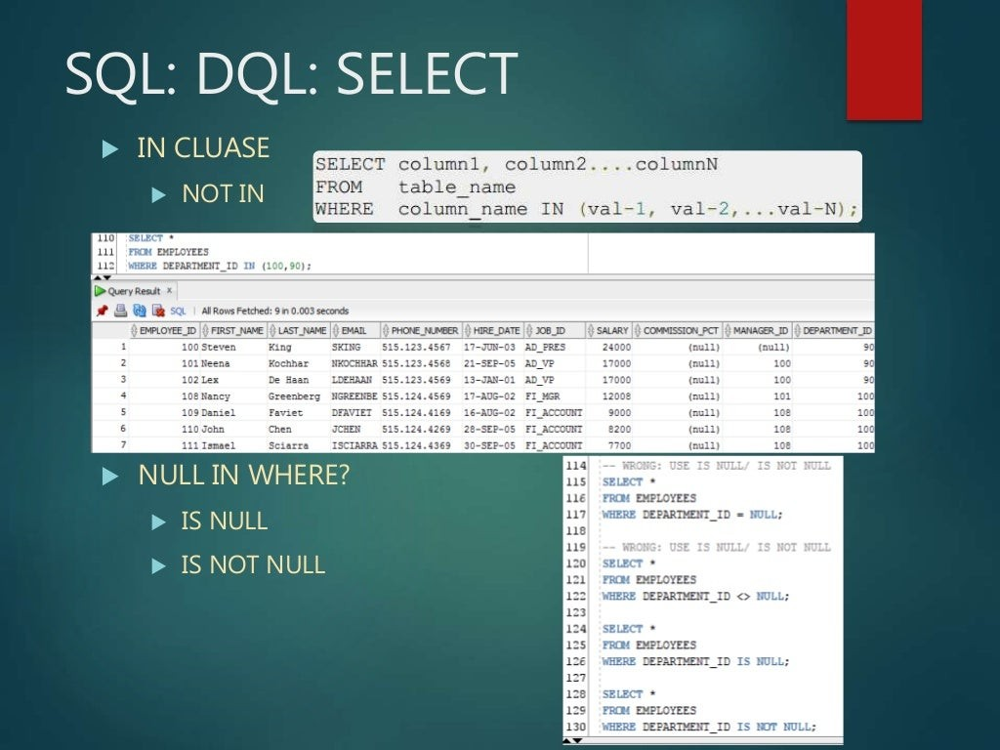 SQL: DQL: SELECT
IN CLUASE
NOT IN
SELECT column1, column2....columnN
FROM table_name
WHERE column_name IN (val-1, val-2,...val-N);
110 SELECT *
111 FROM EMPLOYEES
112 WHERE DEPARTMENT_ID IN (100,90);
Query Result x
SQL | All Rows Fetched: 9 in 0.003 seconds
EMPLOYEE_ID FIRST_NAME LAST_NAME EMAIL PHONE_NUMBER HIRE_DATE JOB_ID SALARY COMMISSION_PCT MANAGER_ID DEPARTMENT_ID
1 100 Steven King SKING 515.123.4567 17-JUN-03 AD_PRES 24000 (null) (null) 90
2 101 Neena Kochhar NKOCHHAR 515.123.4568 21-SEP-05 AD_VP 17000 (null) 100 90
3 102 Lex De Haan LDEHAAN 515.123.4569 13-JAN-01 AD_VP 17000 (null) 100 90
4 108 Nancy Greenberg NGREENBE 515.124.4569 17-AUG-02 FI_MGR 12008 (null) 101 100
5 109 Daniel Faviet DFAVIET 515.124.4169 16-AUG-02 FI_ACCOUNT 9000 (null) 108 100
6 110 John Chen JCHEN 515.124.4269 28-SEP-05 FI_ACCOUNT 8200 (null) 108 100
7 111 Ismael Sciarra ISCIARRA 515.124.4369 30-SEP-05 FI_ACCOUNT 7700 (null) 108 100
NULL IN WHERE?
IS NULL
IS NOT NULL
114 -- WRONG: USE IS NULL/ IS NOT NULL
115 SELECT *
116 FROM EMPLOYEES
117 WHERE DEPARTMENT_ID = NULL;
118
119 -- WRONG: USE IS NULL/ IS NOT NULL
120 SELECT *
121 FROM EMPLOYEES
122 WHERE DEPARTMENT_ID <> NULL;
123
124 SELECT *
125 FROM EMPLOYEES
126 WHERE DEPARTMENT_ID IS NULL;
127
128 SELECT *
129 FROM EMPLOYEES
130 WHERE DEPARTMENT_ID IS NOT NULL;